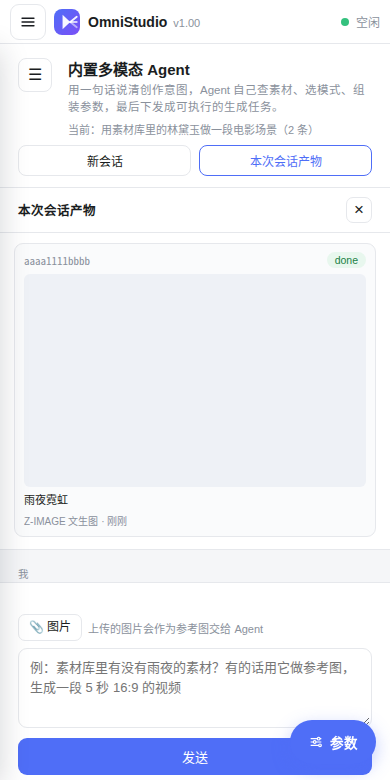 OmniStudio v1.00
空闲
内置多模态 Agent
用一句话说清创作意图，Agent 自己查素材、选模式、组
装参数，最后下发成可执行的生成任务。
当前：用素材库里的林黛玉做一段电影场景（2 条）
新会话
本次会话产物
本次会话产物
aaaa1111bbbb
done
雨夜霓虹
Z-IMAGE 文生图 · 刚刚
我
图片
上传的图片会作为参考图交给 Agent
例：素材库里有没有雨夜的素材？有的话用它做参考图，
生成一段 5 秒 16:9 的视频
参数
发送